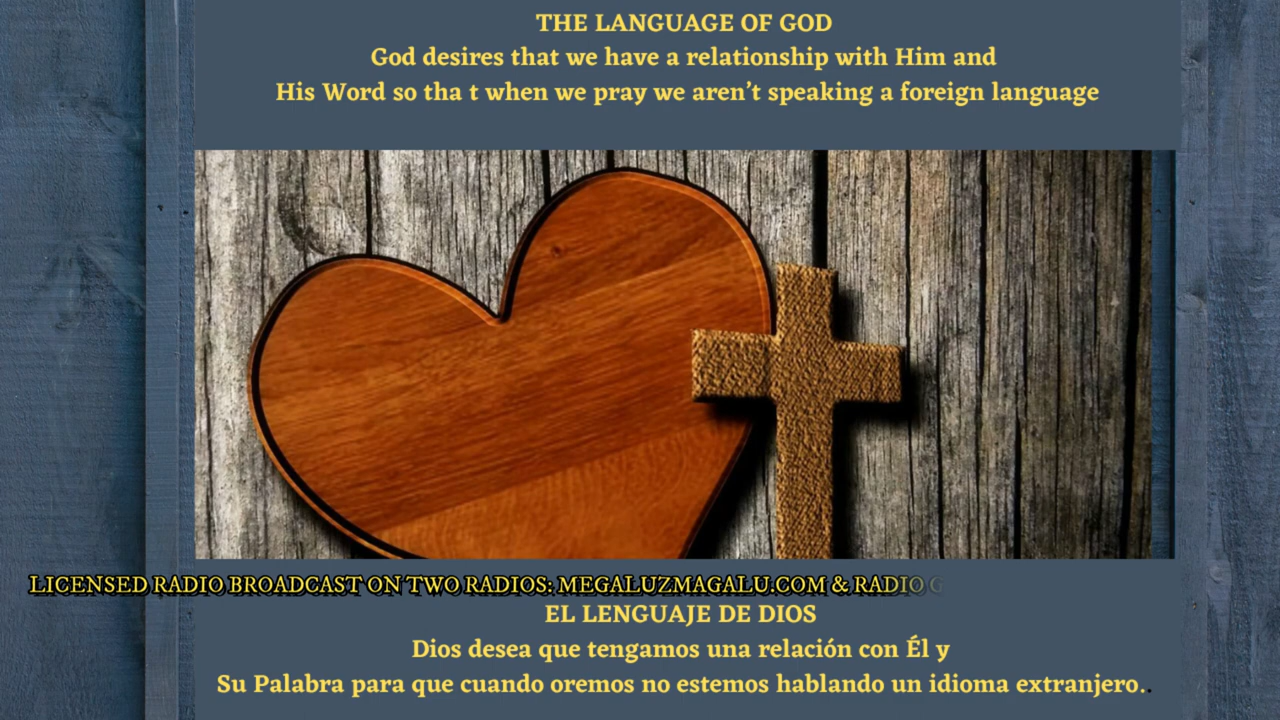 THE LANGUAGE OF GOD
God desires that we have a relationship with Him and
His Word so tha t when we pray we aren't speaking a foreign language
LICENSED RADIO BROADCAST ON TWO RADIOS: MEGALUZMAGALU.COM & RADIO G
EL LENGUAJE DE DIOS
Dios desea que tengamos una relación con Él y
Su Palabra para que cuando oremos no estemos hablando un idioma extranjero..